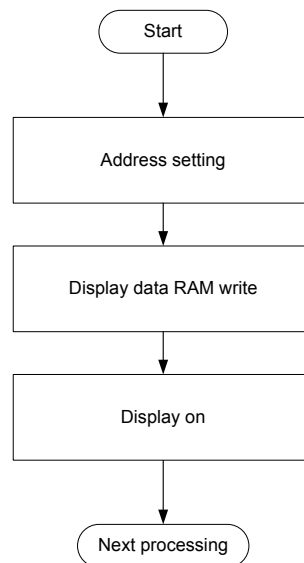 Start
Address setting
Display data RAM write
Display on
Next processing